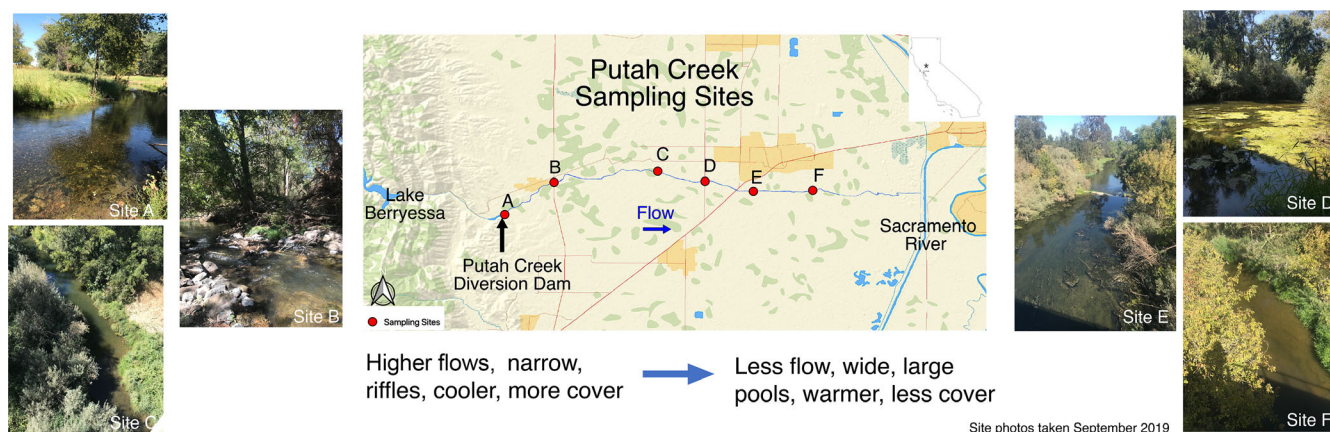 Site A
Site B
Site C
Putah Creek
Sampling Sites
A
B
C
D
E
F
Lake
Berryessa
Flow
Putah Creek
Diversion Dam
Sacramento
River
Sampling Sites
Higher flows, narrow,
riffles, cooler, more cover
Less flow, wide, large
pools, warmer, less cover
Site photos taken September 2019
Site E
Site D
Site F